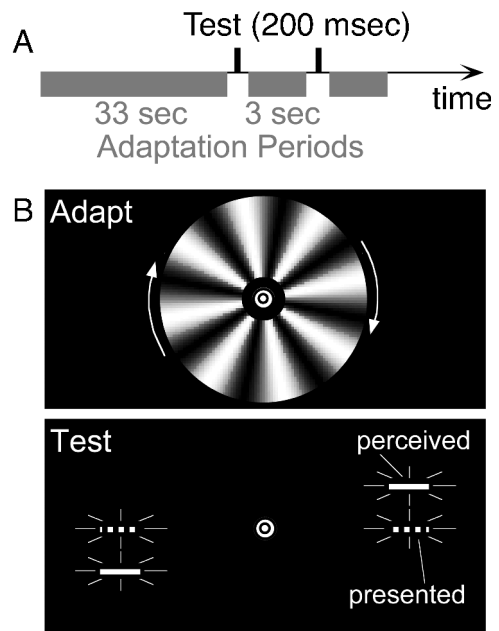 A
Test (200 msec)
time
33 sec 3 sec
Adaptation Periods
B
Adapt
Test
perceived
presented